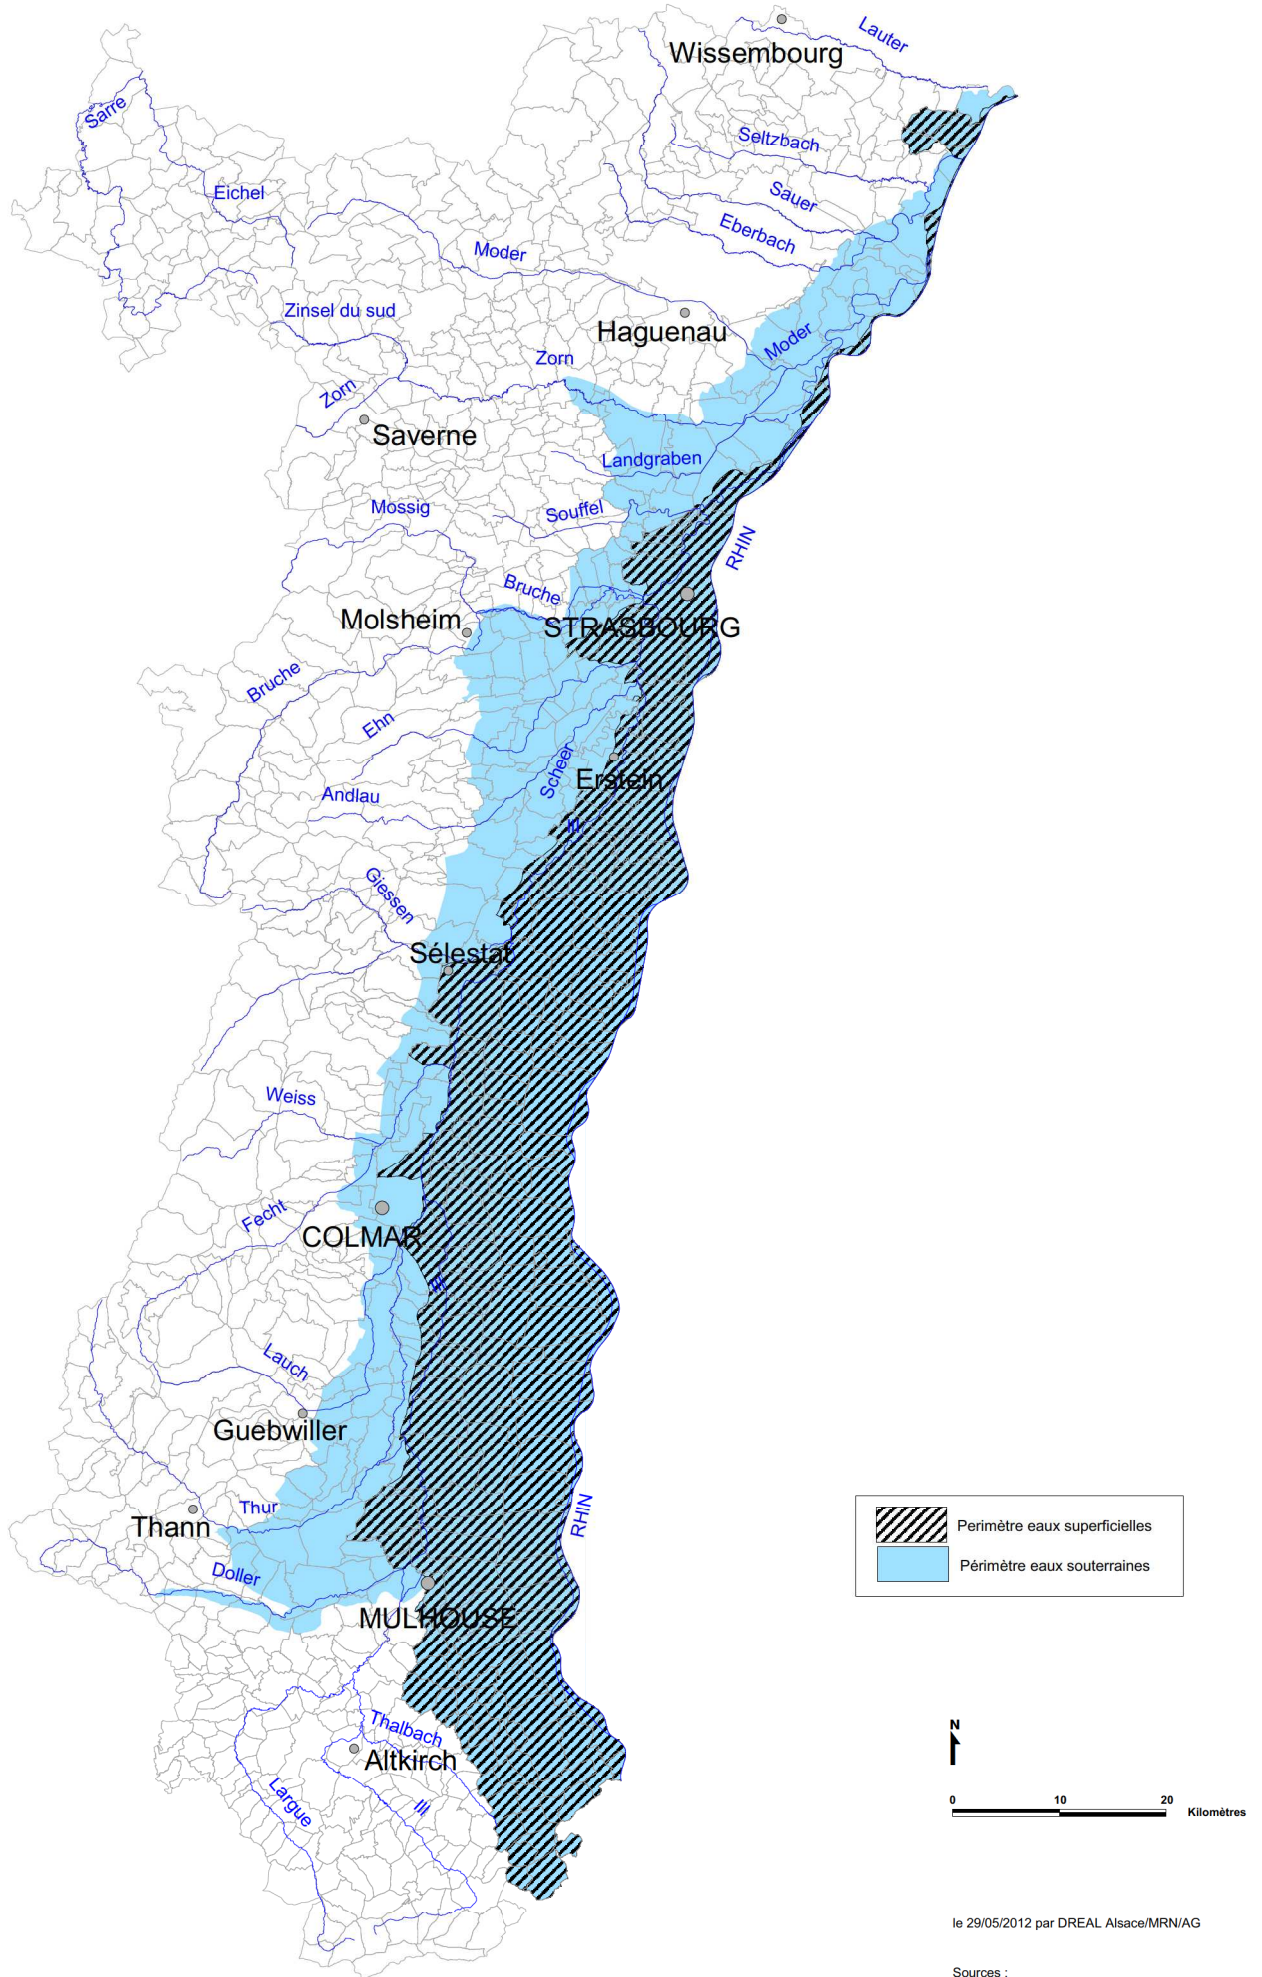 Wissembourg
Lauter
Sarre
Seltzbach
Eichel
Sauer
Eberbach
Moder
Zinsel du sud
Haguenau
Moder
Zorn
Zorn
Saverne
Landgraben
Mossig
Souffel
RHIN
Bruche
Molsheim
STRASBOURG
Bruche
Ehn
Scheer
Erstein
Andlau
Ill
Giessen
Sélestat
Weiss
Fecht
COLMAR
Ill
Lauch
Guebwiller
Thur
RHIN
Thann
Perimètre eaux superficielles
Périmètre eaux souterraines
Doller
MULHOUSE
Thalbach
Altkirch
Largue
Ill
N
0 10 20
Kilomètres
le 29/05/2012 par DREAL Alsace/MRN/AG
Sources :